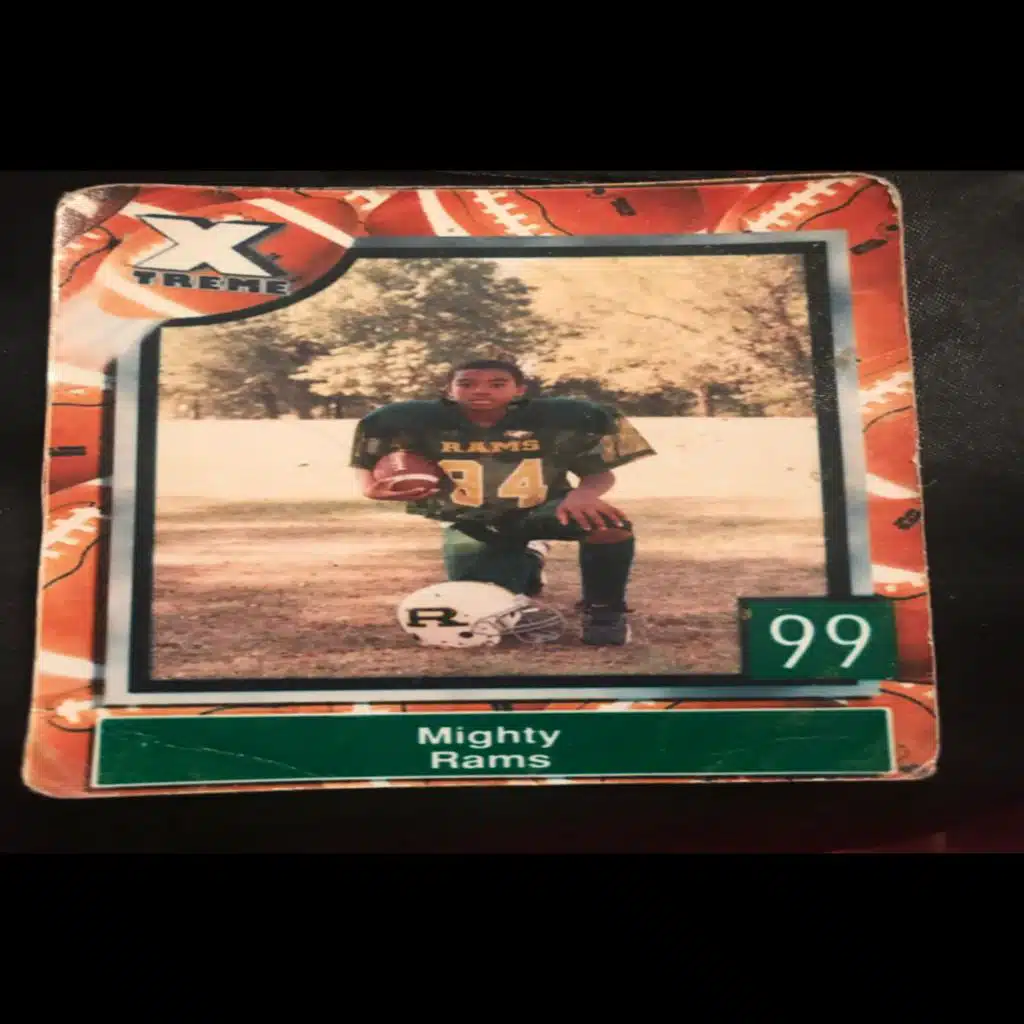 X
TREME
RAMS
94
R
99
Mighty
Rams